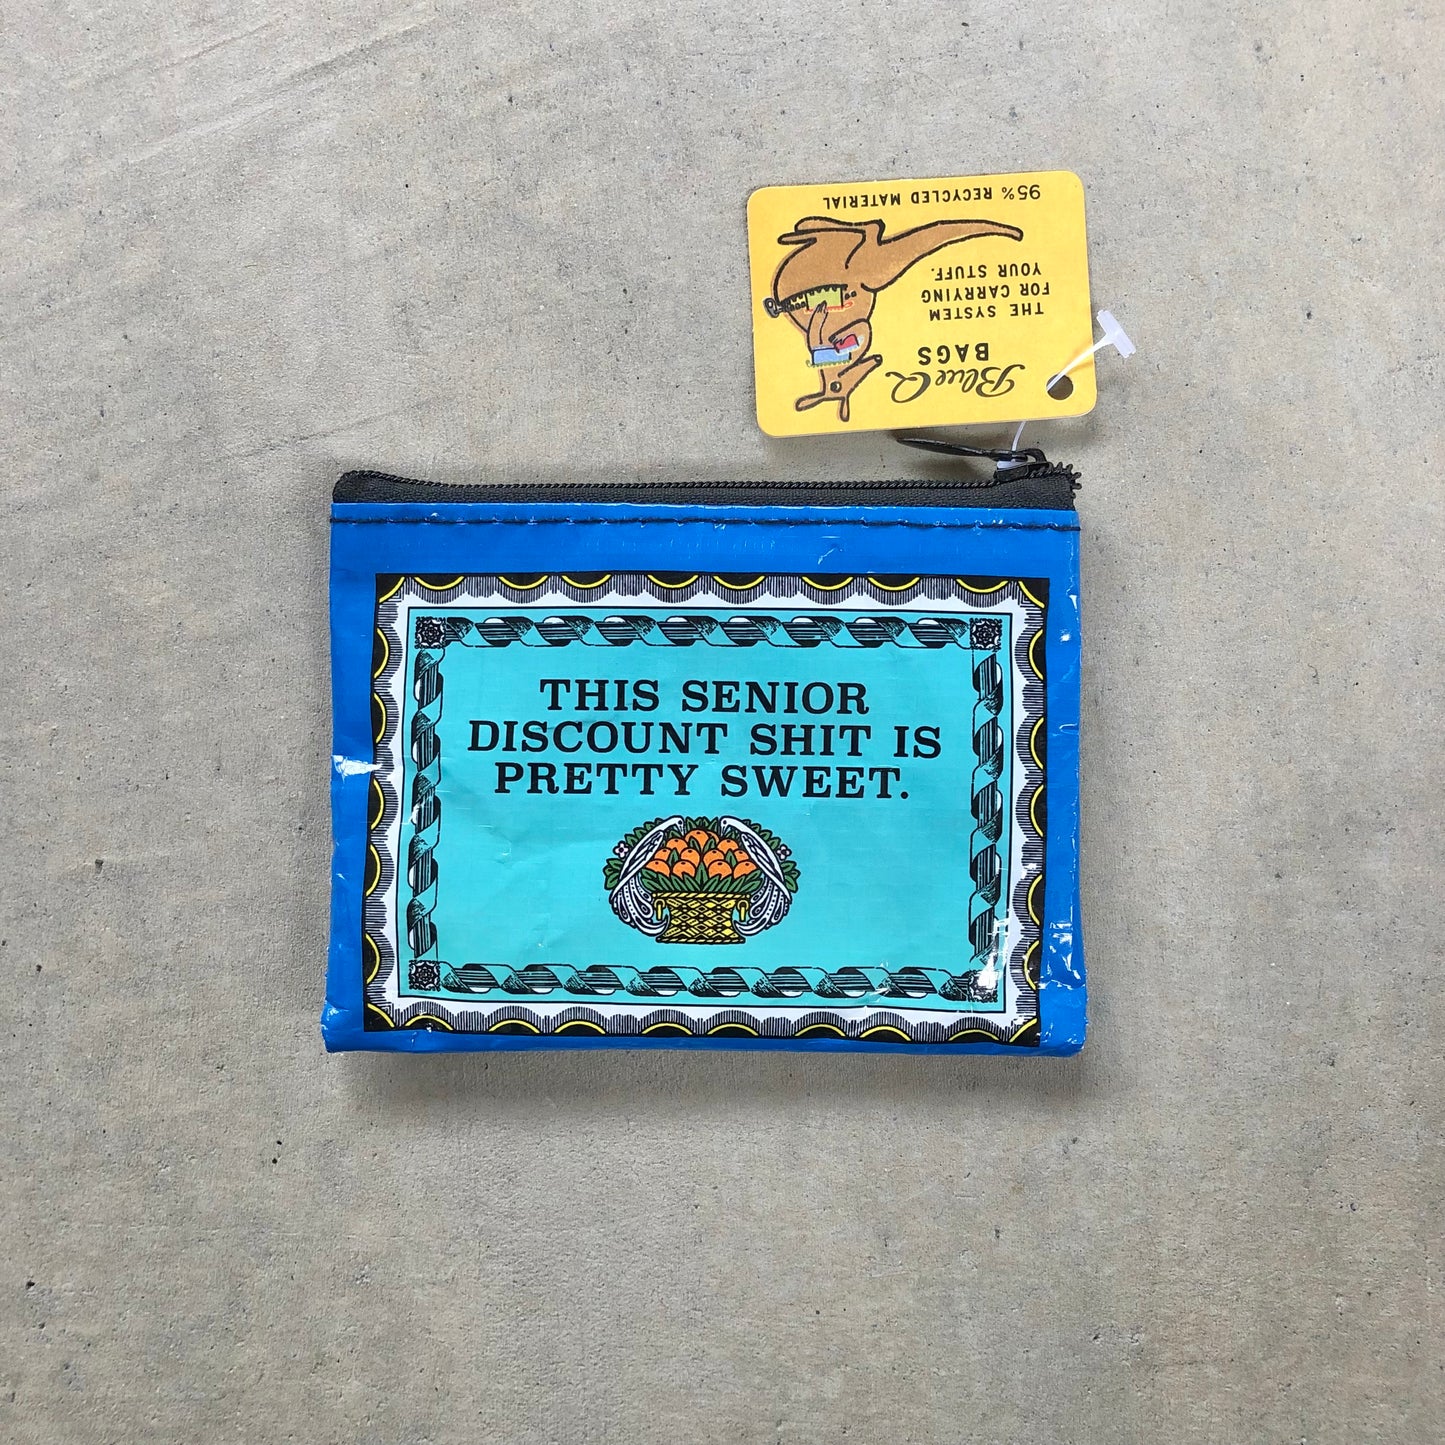 95% RECYCLED MATERIAL
THE SYSTEM
FOR CARRYING
YOUR STUFF.
Blue Q
BAGS
THIS SENIOR
DISCOUNT SHIT IS
PRETTY SWEET.